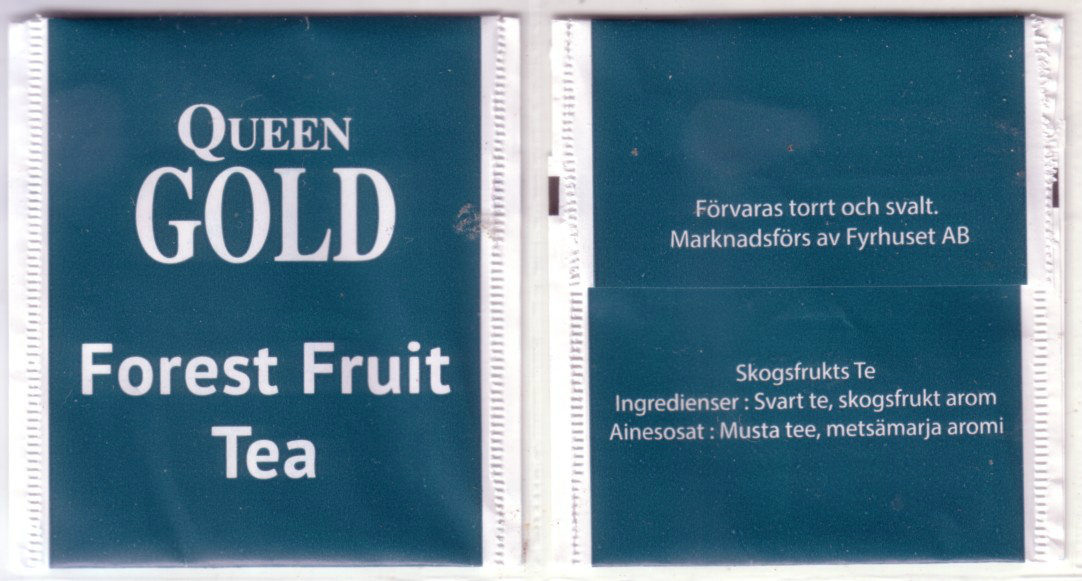 QUEEN
GOLD
Forest Fruit
Tea
Förvaras torrt och svalt.
Marknadsförs av Fyrhuset AB
Skogsfrukts Te
Ingredienser : Svart te, skogsfrukt arom
Ainesosat : Musta tee, metsämarja aromi